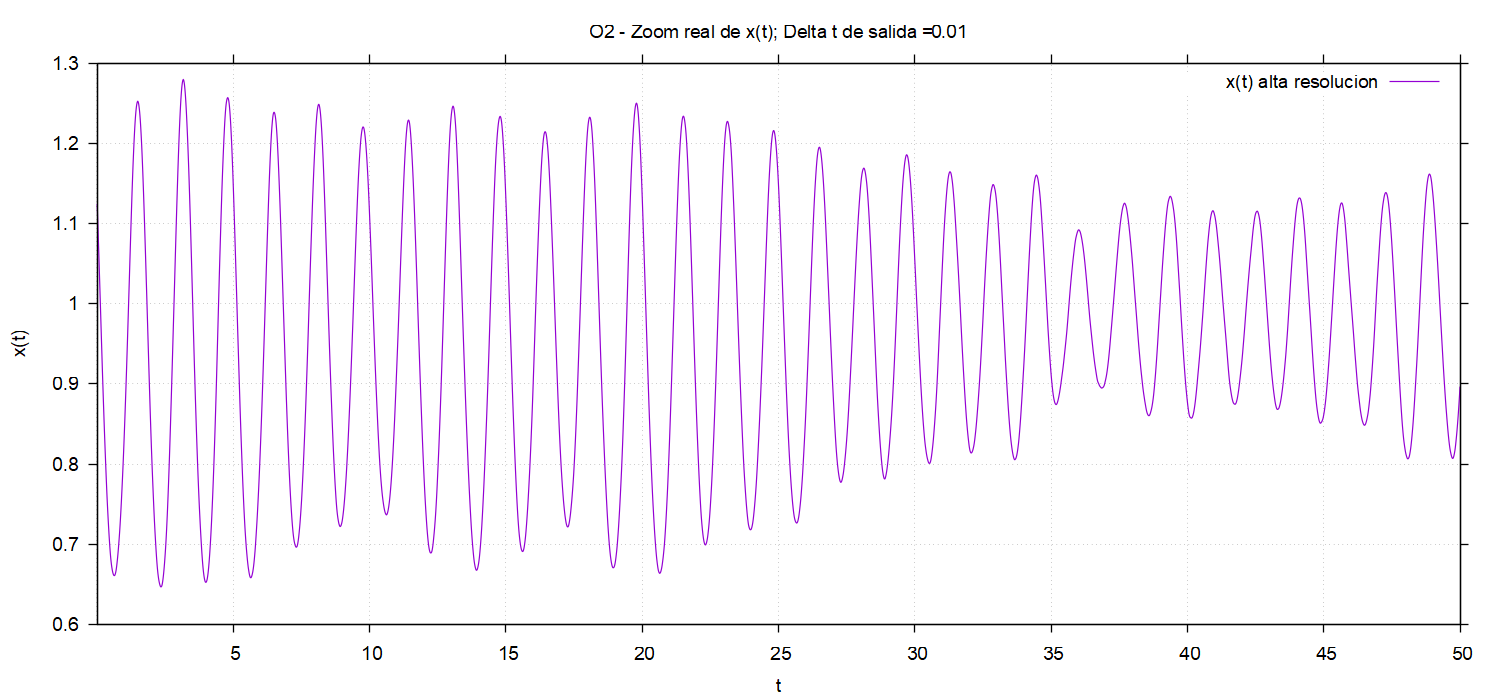 O2 - Zoom real de x(t); Delta t de salida =0.01
x(t) alta resolucion
1.3
1.2
1.1
1
0.9
0.8
0.7
0.6
x(t)
5 10 15 20 25 30 35 40 45 50
t